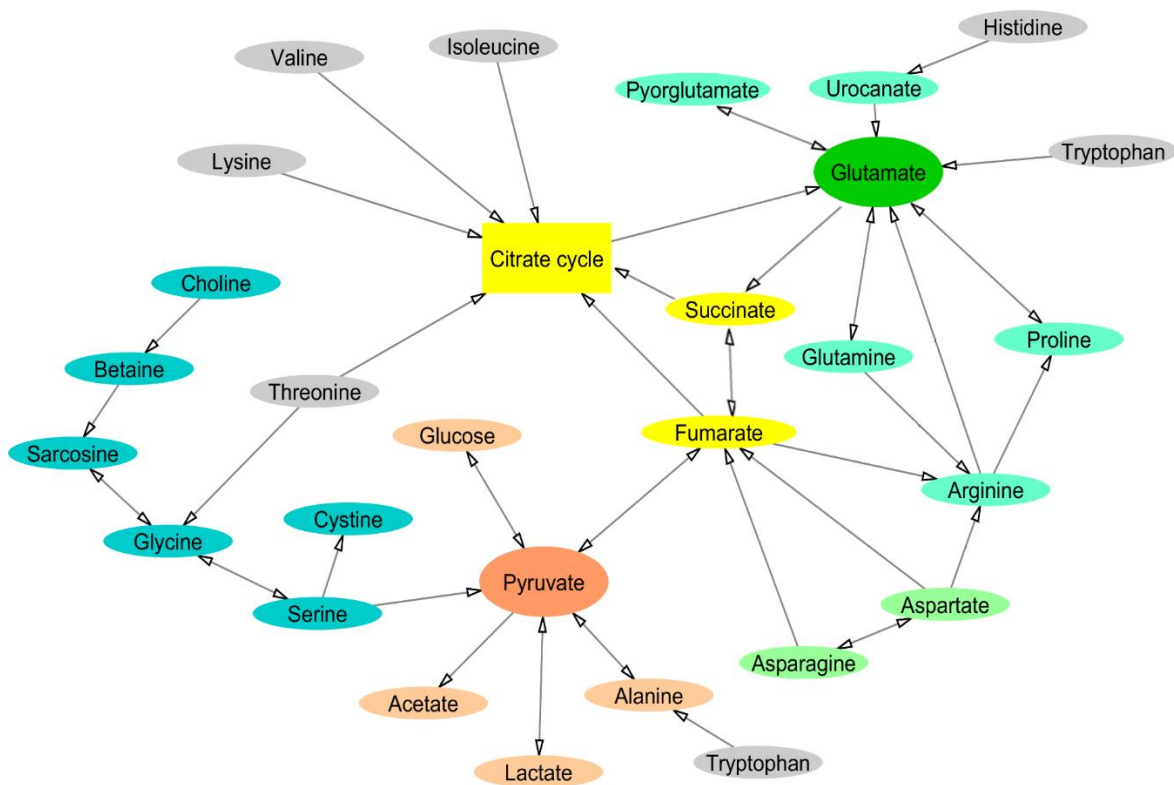 Histidine
Isoleucine
Valine
Pyorglutamate
Urocanate
Lysine
Glutamate
Tryptophan
Citrate cycle
Choline
Succinate
Proline
Glutamine
Betaine
Threonine
Glucose
Fumarate
Sarcosine
Arginine
Cystine
Glycine
Pyruvate
Aspartate
Serine
Asparagine
Alanine
Acetate
Tryptophan
Lactate